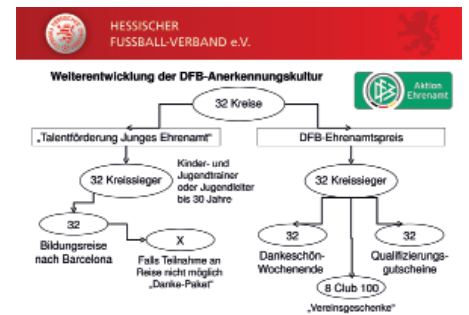 HESSISCHER
FUSSBALL-VERBAND e.V.
Weiterentwicklung der DFB-Anerkennungskultur
DFB
Aktion
Ehrenamt
32 Kreise
„Talentförderung Junges Ehrenamt“
DFB-Ehrenamtspreis
32 Kreissieger
Kinder- und
Jugendtrainer
oder Jugendleiter
bis 30 Jahre
32 Kreissieger
32
Bildungsreise
nach Barcelona
X
Falls Teilnahme an
Reise nicht möglich
„Danke-Paket“
32
Dankeschön-
Wochenende
32
Qualifizierungs-
gutscheine
8 Club 100
„Vereinsgeschenke“